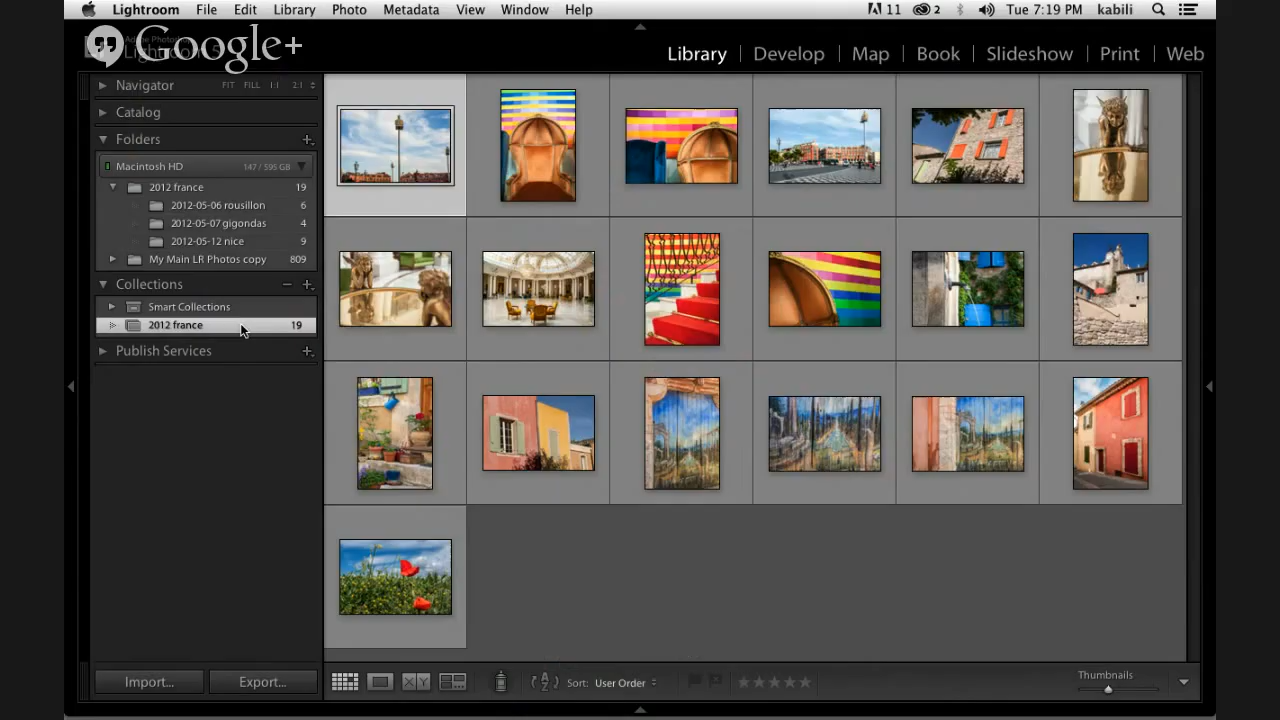 Lightroom File Edit Library Photo Metadata View Window Help 11 2 Tue 7:19 PM kabili
Google+
Library | Develop | Map | Book | Slideshow | Print | Web
Navigator FIT FILL 1:1 2:1
Catalog
Folders
Macintosh HD 147 / 595 GB
2012 france 19
2012-05-06 rousillon 6
2012-05-07 gigondas 4
2012-05-12 nice 9
My Main LR Photos copy 809
Collections
Smart Collections
2012 france 19
Publish Services
Import... Export... XY Sort: User Order Thumbnails